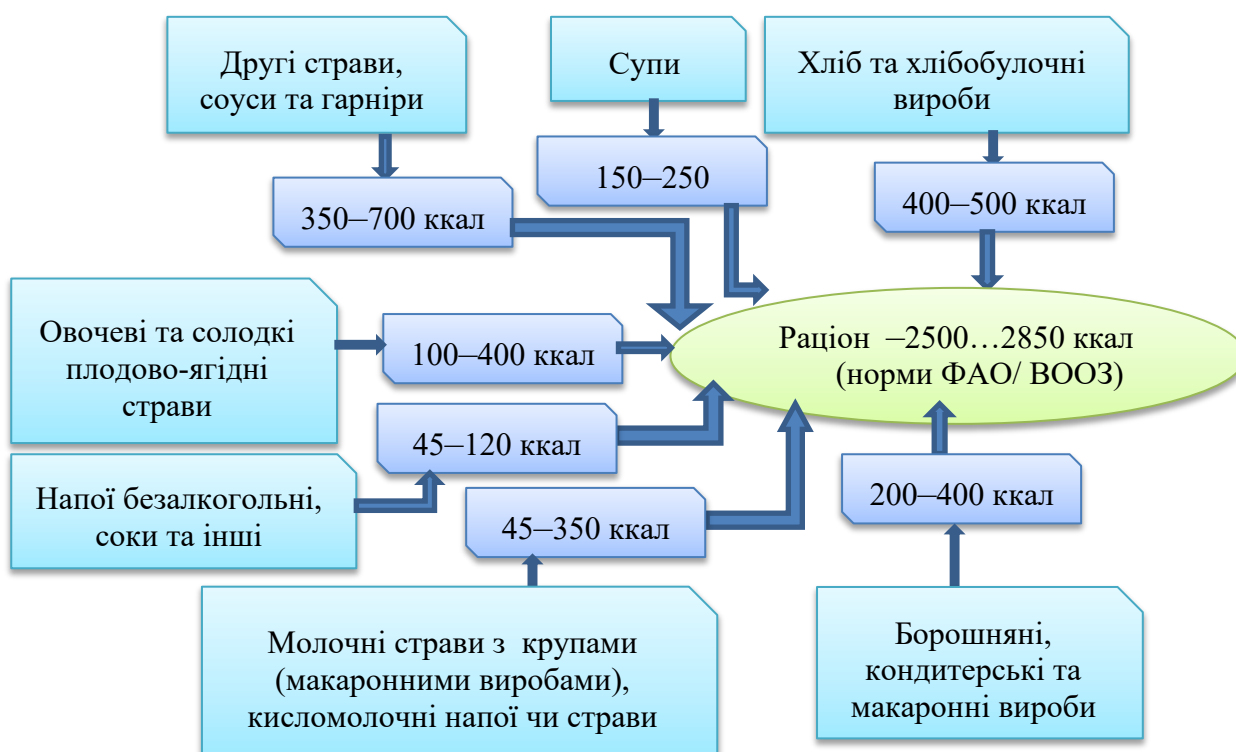 Другі страви,
соуси та гарніри
Супи
Хліб та хлібобулочні
вироби
350–700 ккал
150–250
400–500 ккал
Овочеві та солодкі
плодово-ягідні
страви
100–400 ккал
Раціон –2500…2850 ккал
(норми ФАО/ ВООЗ)
Напої безалкогольні,
соки та інші
45–120 ккал
45–350 ккал
200–400 ккал
Молочні страви з крупами
(макаронними виробами),
кисломолочні напої чи страви
Борошняні,
кондитерські та
макаронні вироби